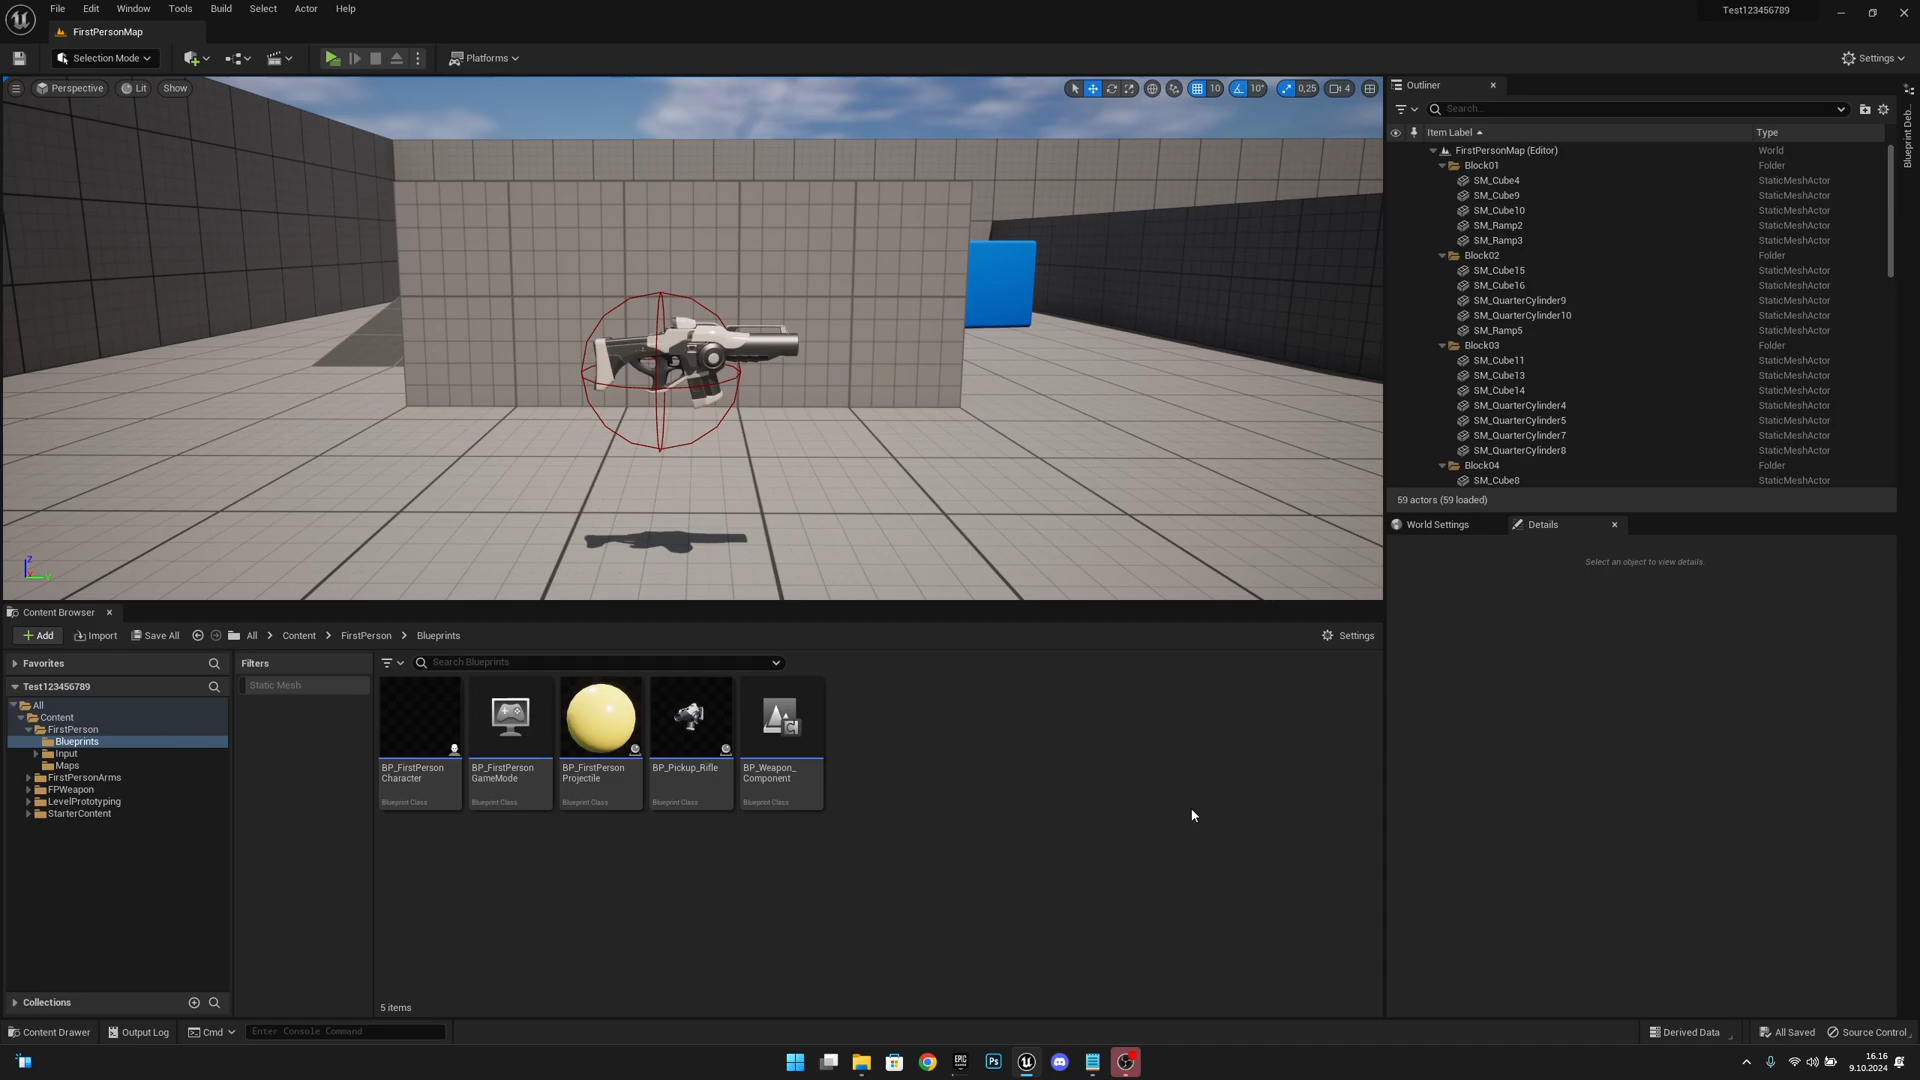 File Edit Window Tools Build Select Actor Help
Test123456789
FirstPersonMap
Selection Mode
Platforms
Settings
Perspective
Lit
Show
10
10°
0,25
4
Outliner
Search...
Item Label
Type
FirstPersonMap (Editor) World
Block01 Folder
SM_Cube4 StaticMeshActor
SM_Cube9 StaticMeshActor
SM_Cube10 StaticMeshActor
SM_Ramp2 StaticMeshActor
SM_Ramp3 StaticMeshActor
Block02 Folder
SM_Cube15 StaticMeshActor
SM_Cube16 StaticMeshActor
SM_QuarterCylinder9 StaticMeshActor
SM_QuarterCylinder10 StaticMeshActor
SM_Ramp5 StaticMeshActor
Block03 Folder
SM_Cube11 StaticMeshActor
SM_Cube13 StaticMeshActor
SM_Cube14 StaticMeshActor
SM_QuarterCylinder4 StaticMeshActor
SM_QuarterCylinder5 StaticMeshActor
SM_QuarterCylinder7 StaticMeshActor
SM_QuarterCylinder8 StaticMeshActor
Block04 Folder
SM_Cube8 StaticMeshActor
59 actors (59 loaded)
Blueprint Deb
World Settings
Details
Select an object to view details.
Z
Y
Content Browser
Add
Import
Save All
All > Content > FirstPerson > Blueprints
Settings
Favorites
Test123456789
All
Content
FirstPerson
Blueprints
Input
Maps
FirstPersonArms
FPWeapon
LevelPrototyping
StarterContent
Collections
Filters
Static Mesh
Search Blueprints
BP_FirstPerson
Character
Blueprint Class
BP_FirstPerson
GameMode
Blueprint Class
BP_FirstPerson
Projectile
Blueprint Class
BP_Pickup_Rifle
Blueprint Class
BP_Weapon_
Component
Blueprint Class
5 items
Content Drawer
Output Log
Cmd
Enter Console Command
Derived Data
All Saved
Source Control
EPIC
GAMES
Ps
16.16
9.10.2024